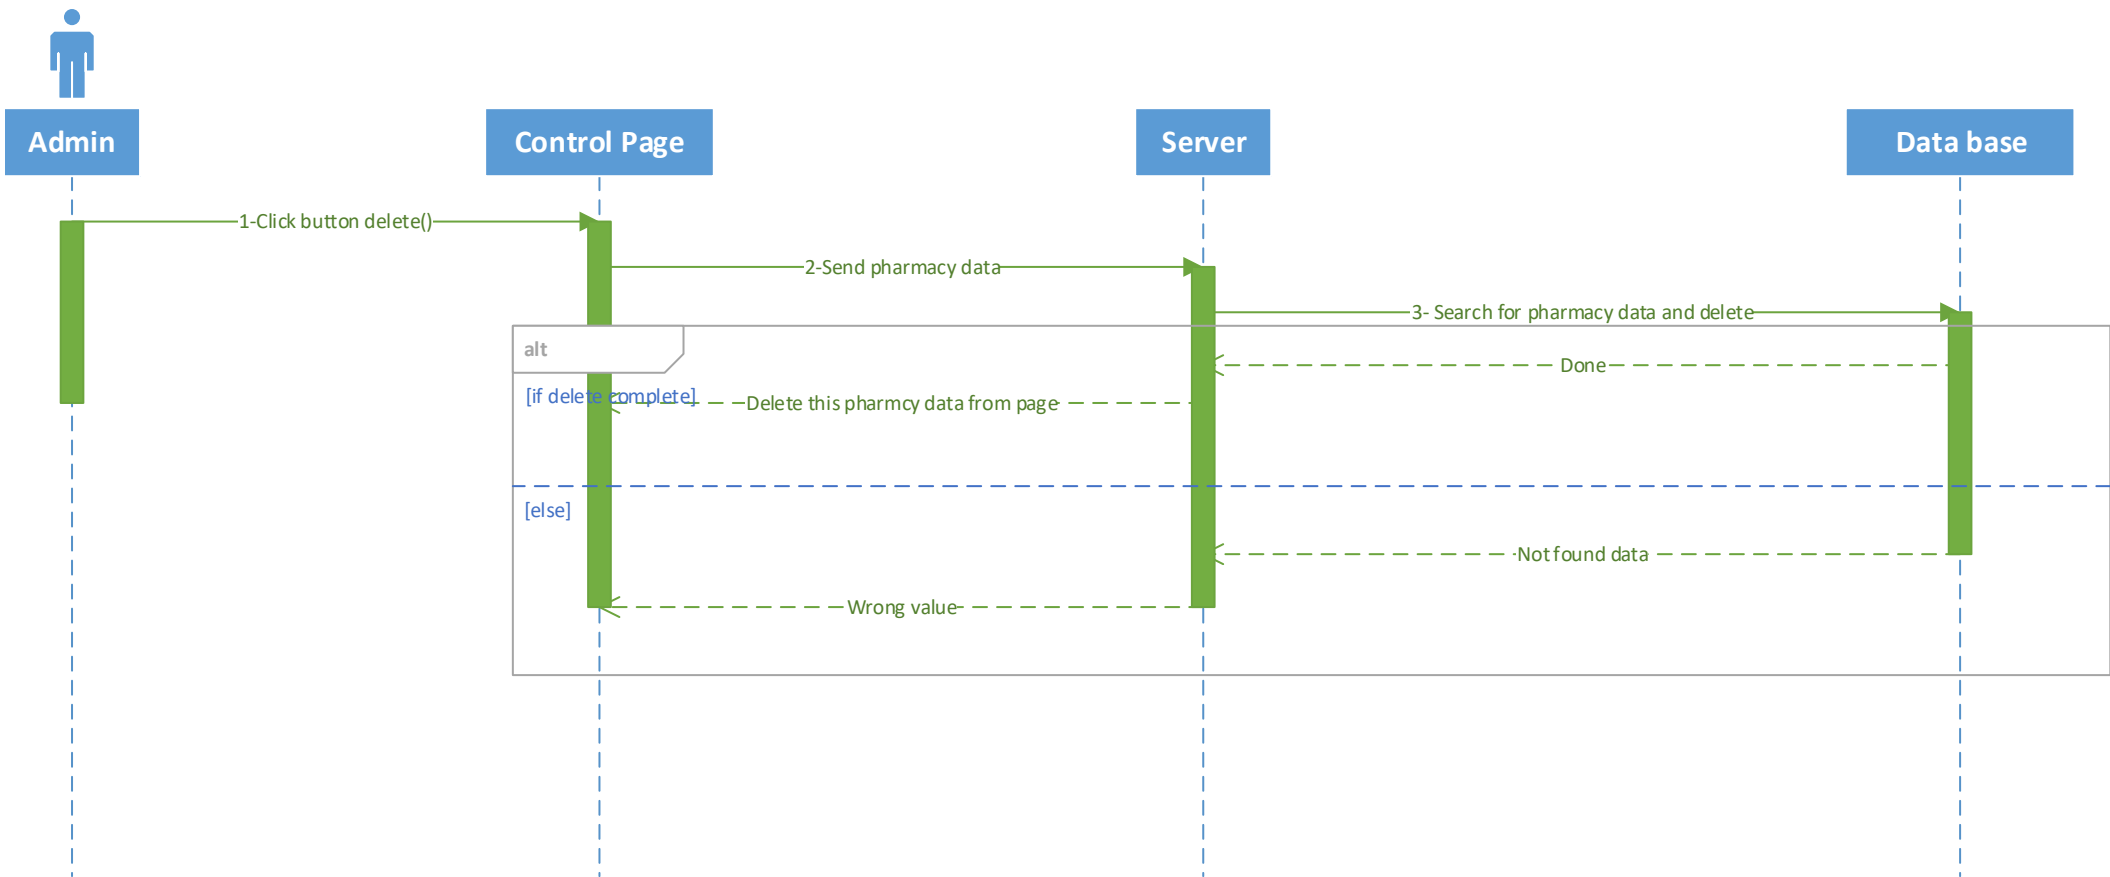 Admin
Control Page
Server
Data base
1-Click button delete()
2-Send pharmacy data
3- Search for pharmacy data and delete
alt
Done
[if delete complete]
Delete this pharmcy data from page
[else]
Not found data
Wrong value